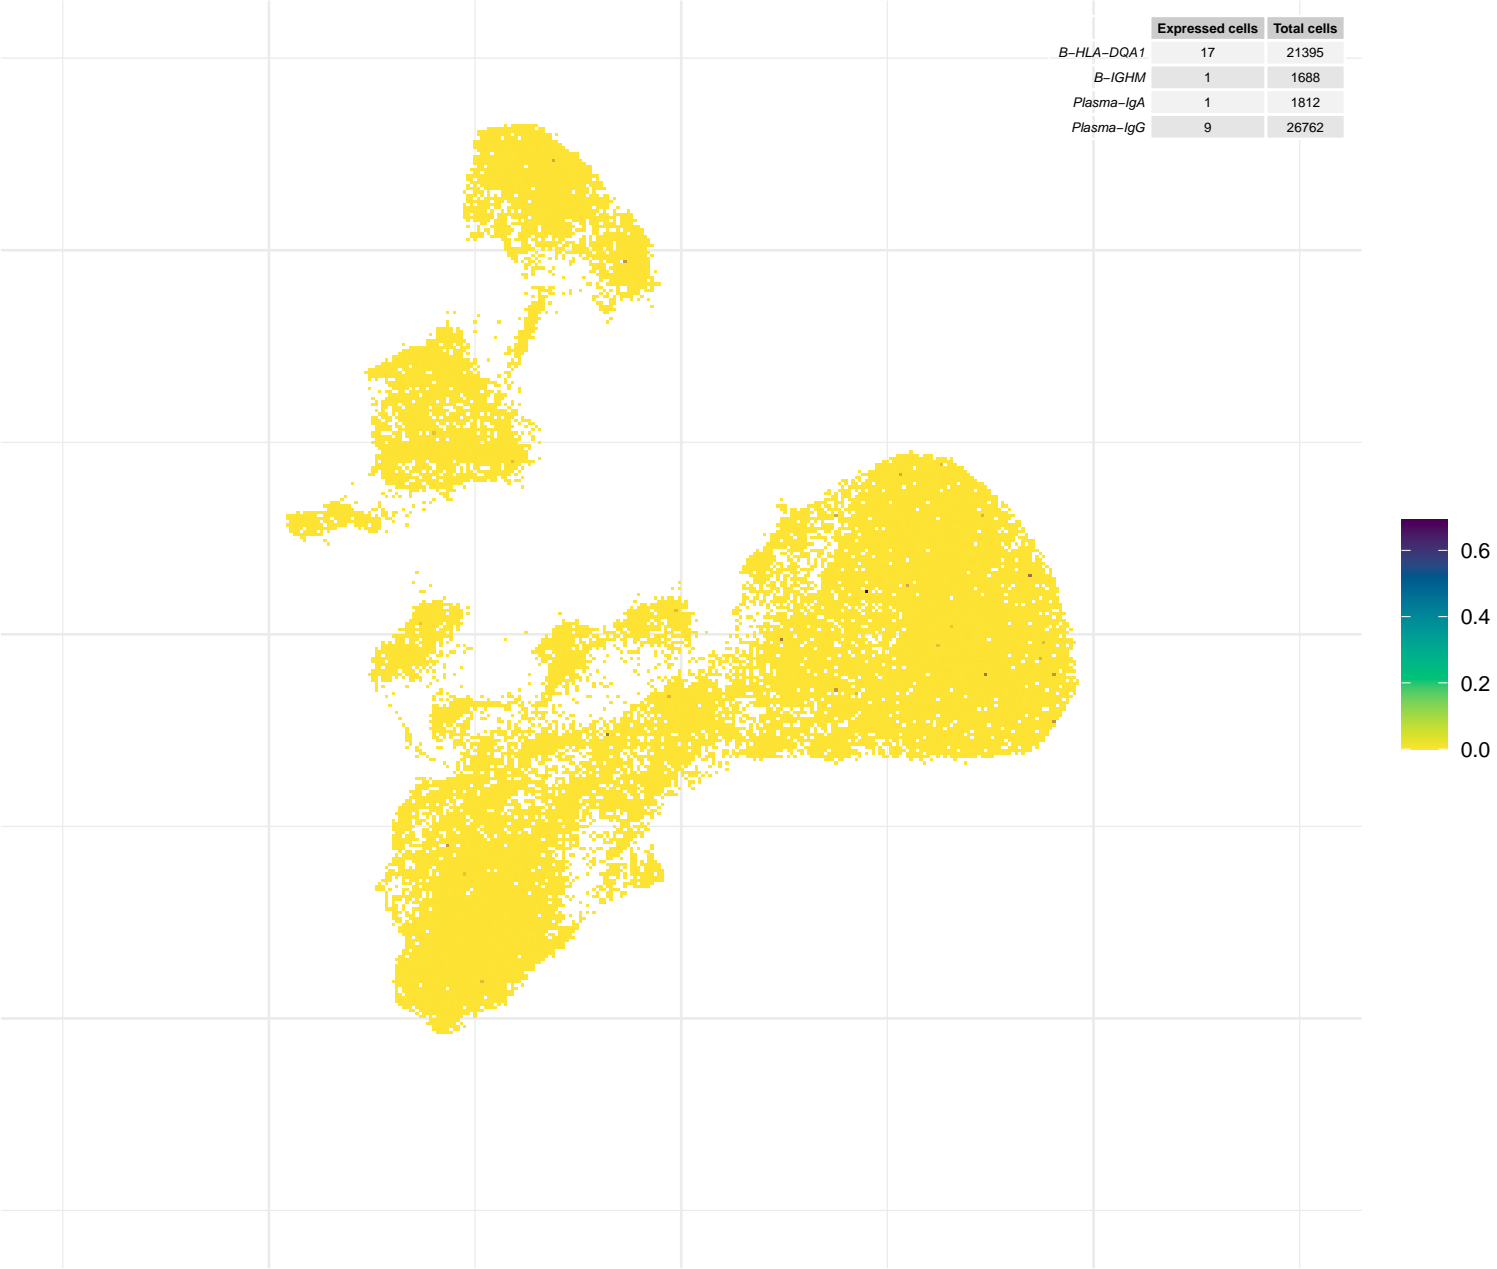 Expressed cells Total cells
B−HLA−DQA1 17 21395
B−IGHM 1 1688
Plasma−IgA 1 1812
Plasma−IgG 9 26762
0.6
0.4
0.2
0.0